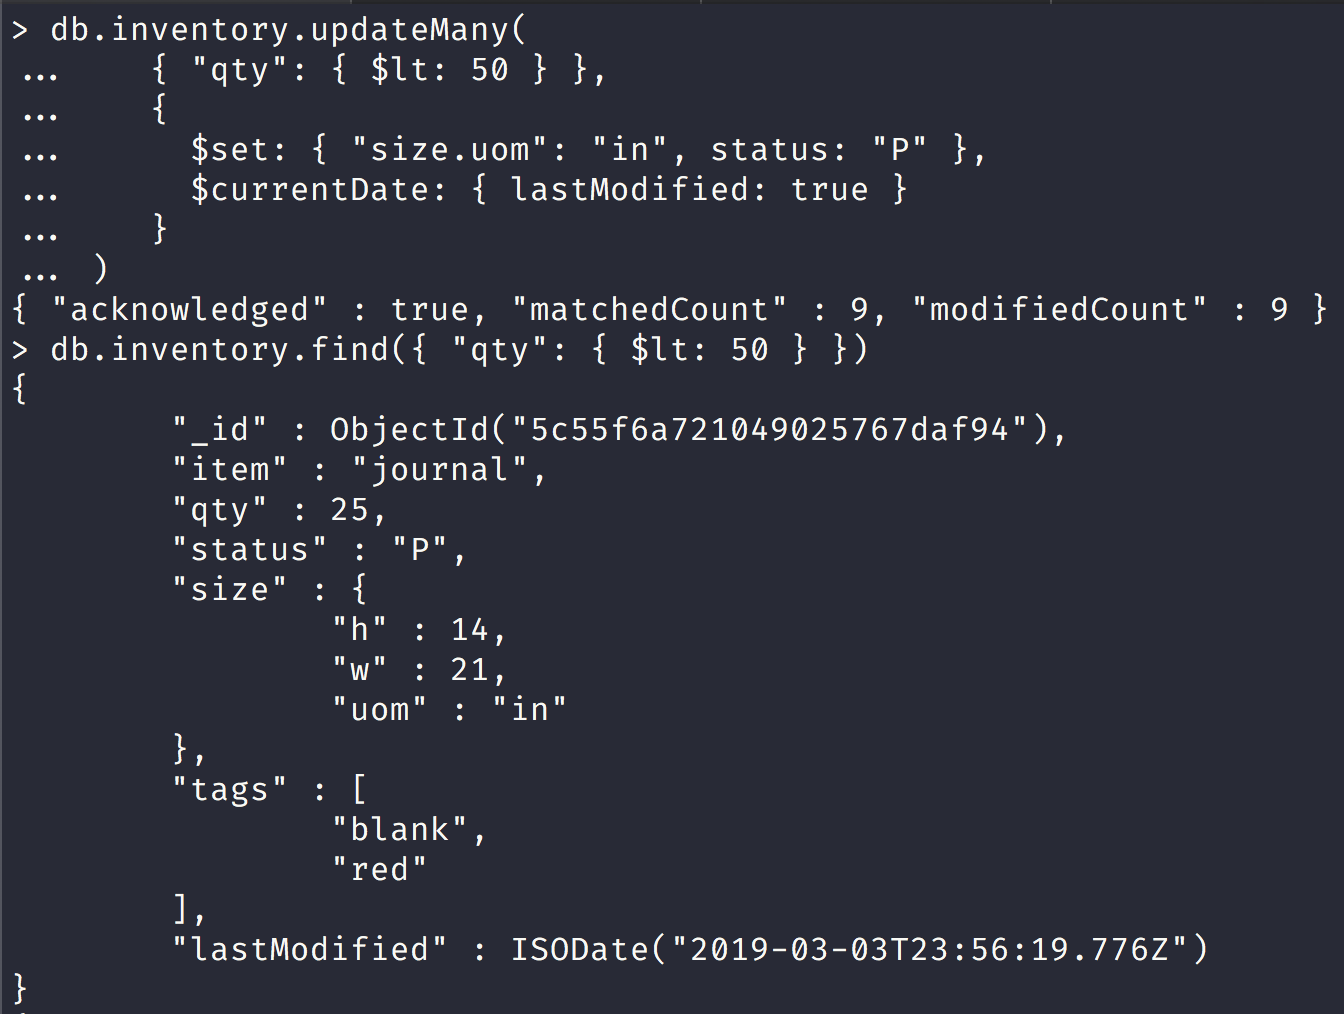 > db.inventory.updateMany(
...     { "qty": { $lt: 50 } },
...     {
...       $set: { "size.uom": "in", status: "P" },
...       $currentDate: { lastModified: true }
...     }
...  )
{ "acknowledged" : true, "matchedCount" : 9, "modifiedCount" : 9 }
> db.inventory.find({ "qty": { $lt: 50 } })
{
        "_id" : ObjectId("5c55f6a721049025767daf94"),
        "item" : "journal",
        "qty" : 25,
        "status" : "P",
        "size" : {
                "h" : 14,
                "w" : 21,
                "uom" : "in"
        },
        "tags" : [
                "blank",
                "red"
        ],
        "lastModified" : ISODate("2019-03-03T23:56:19.776Z")
}